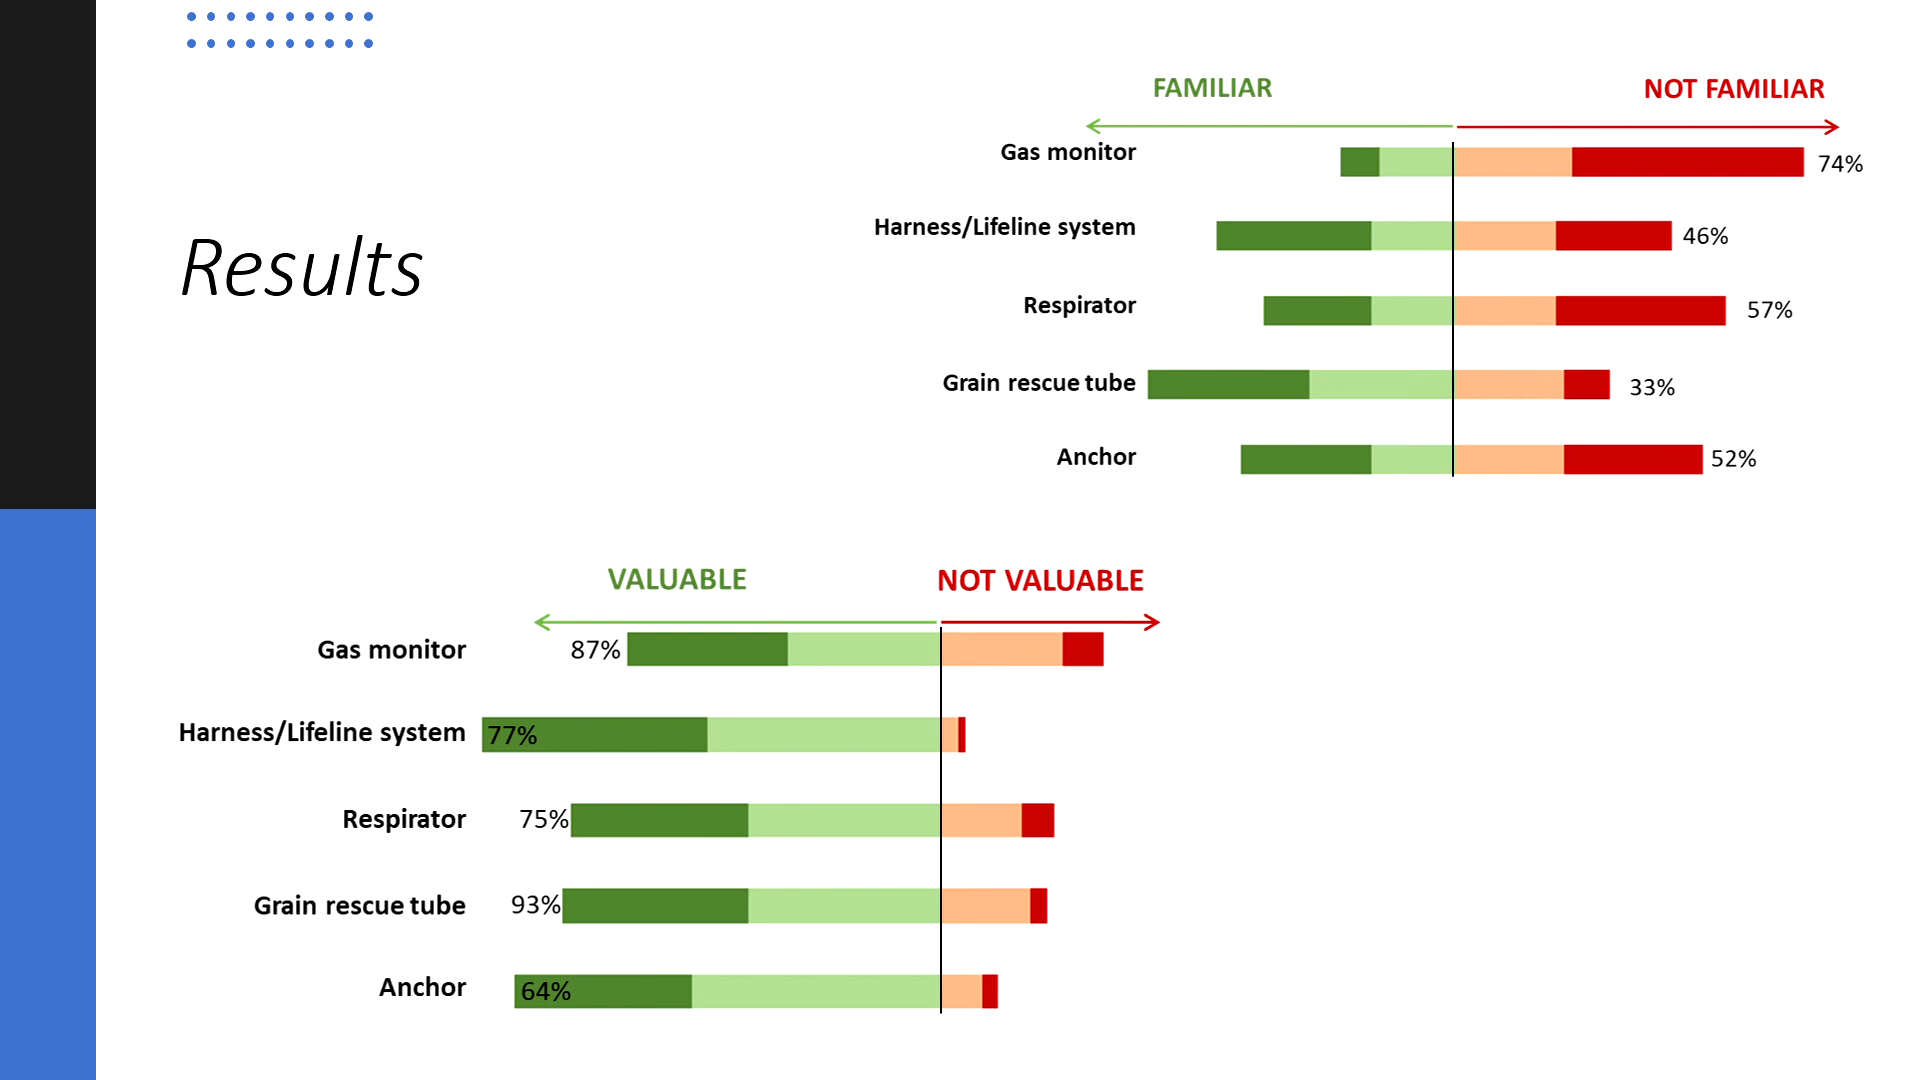 Results
FAMILIAR
NOT FAMILIAR
Gas monitor
74%
Harness/Lifeline system
46%
Respirator
57%
Grain rescue tube
33%
Anchor
52%
VALUABLE
NOT VALUABLE
Gas monitor
87%
Harness/Lifeline system
77%
Respirator
75%
Grain rescue tube
93%
Anchor
64%